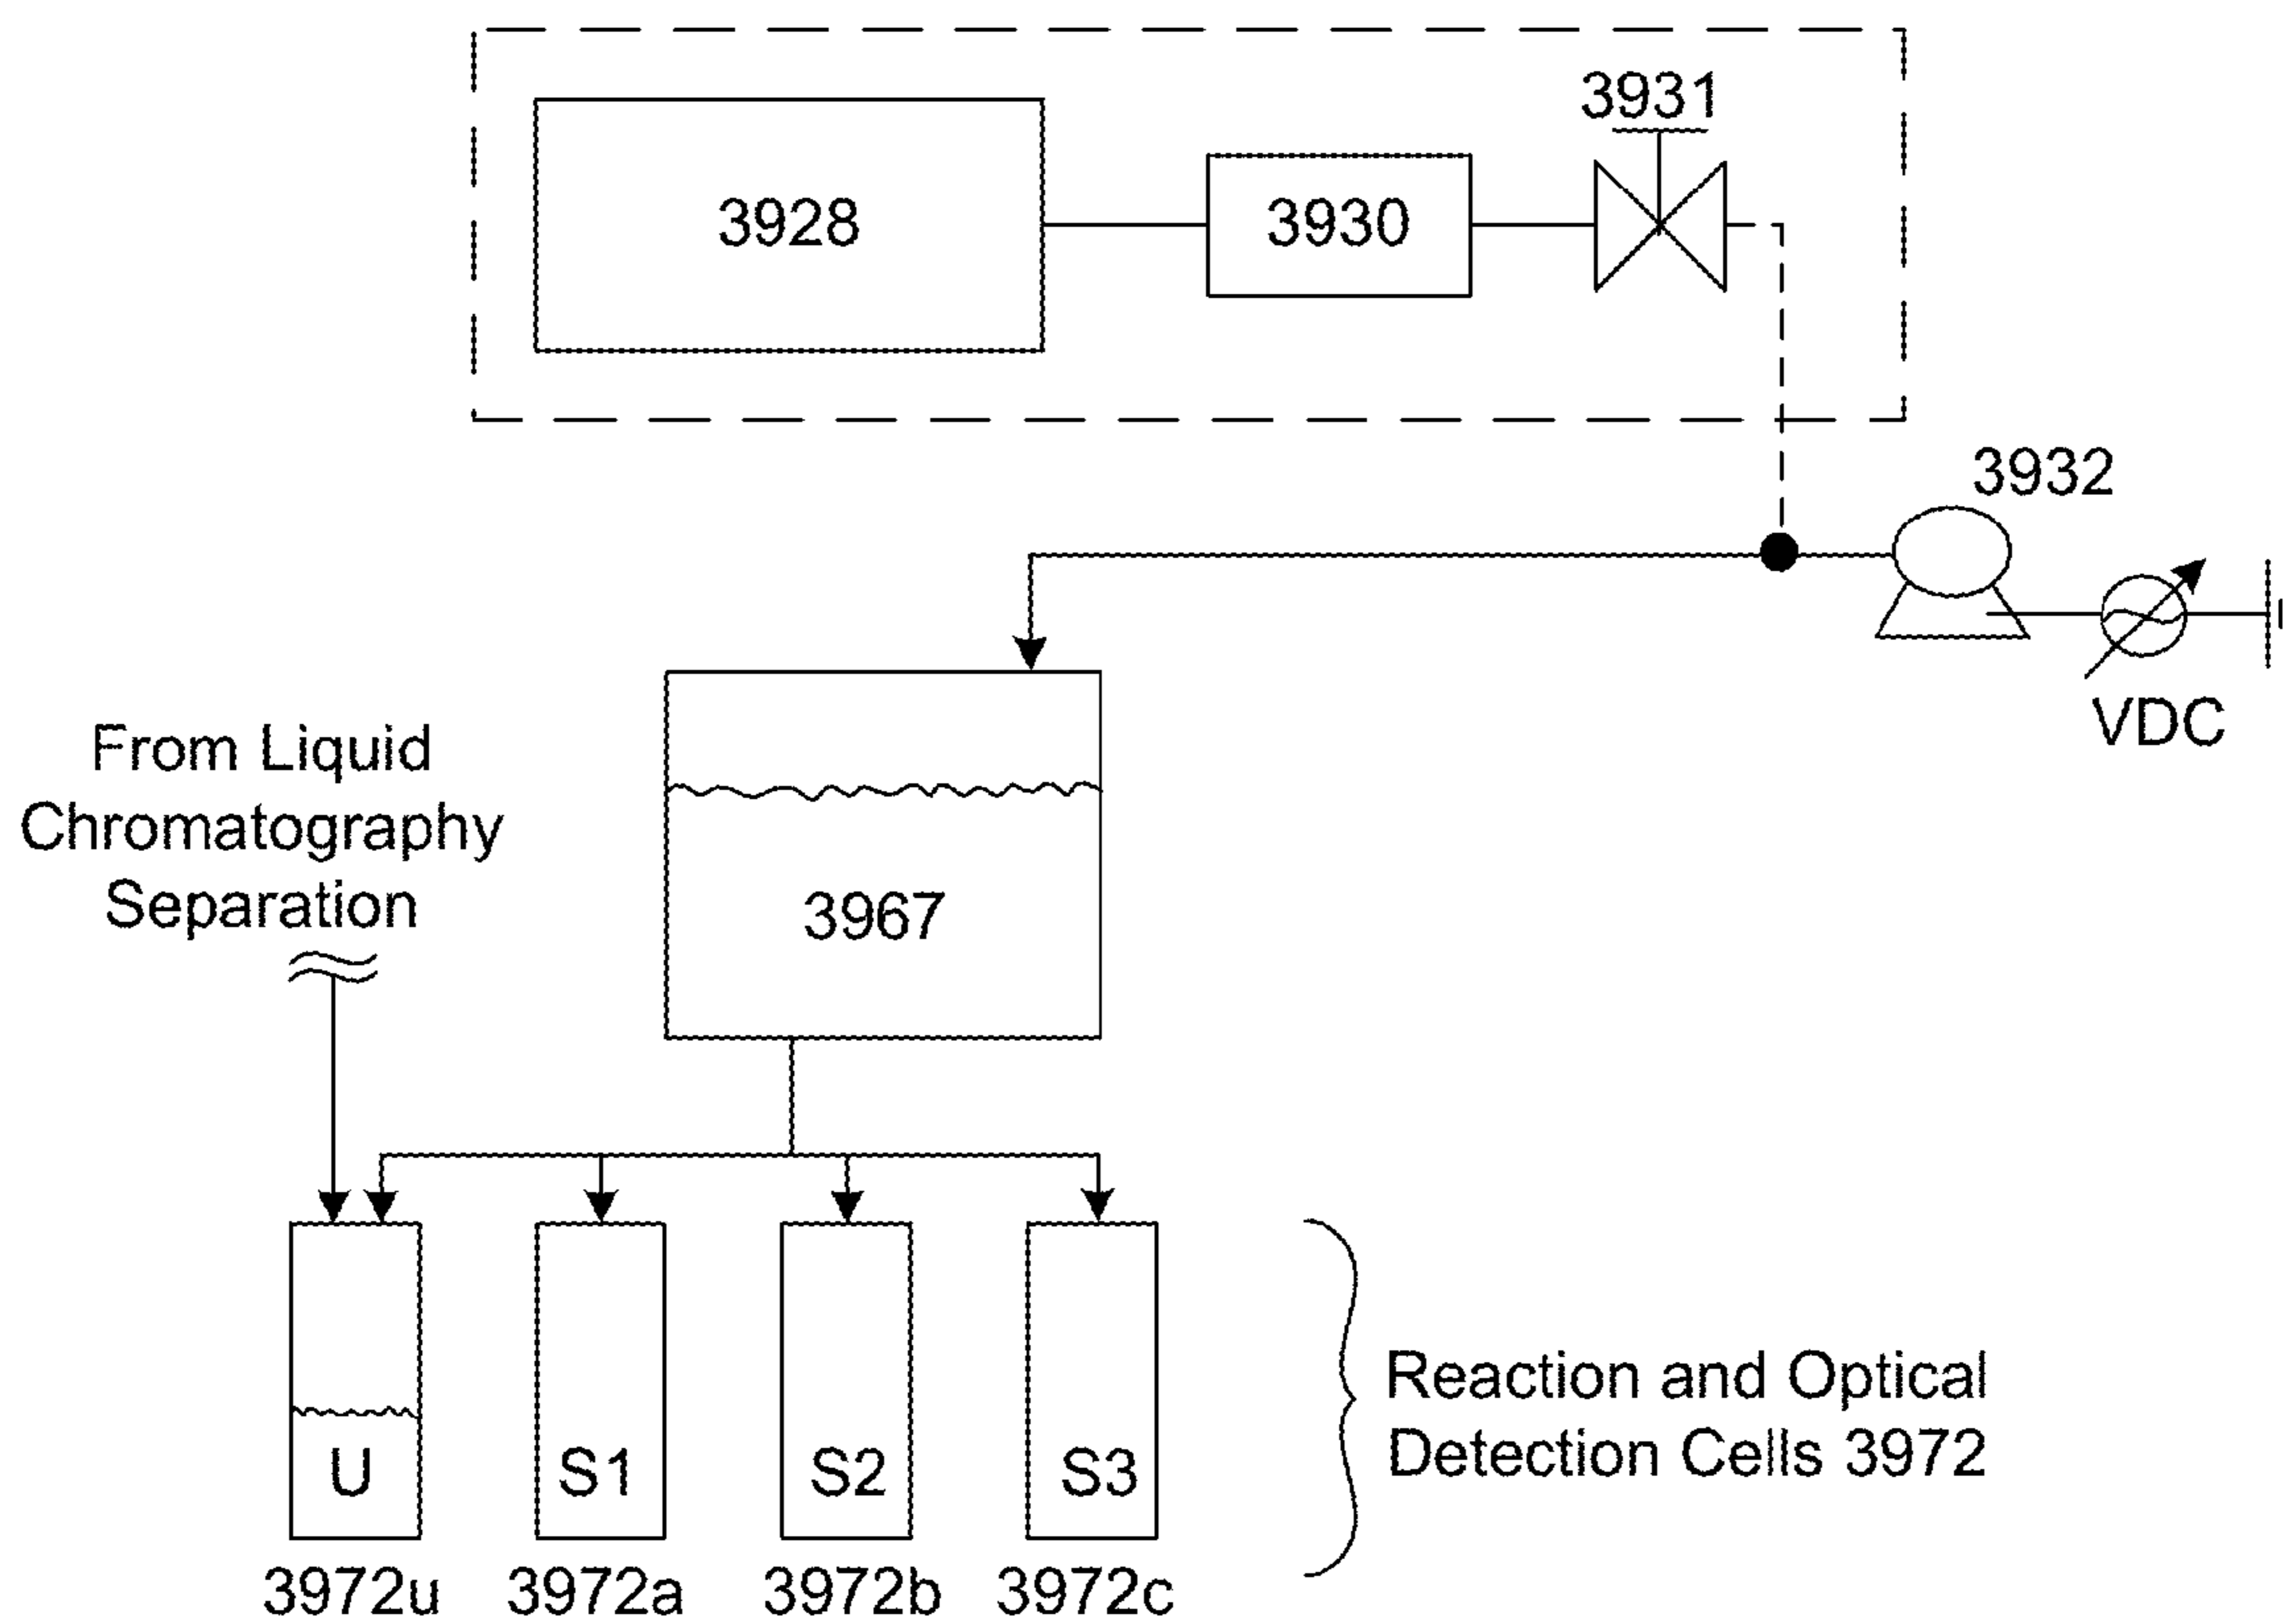 3931
3928
3930
3932
VDC
From Liquid
Chromatography
Separation
3967
U
S1
S2
S3
Reaction and Optical
Detection Cells 3972
3972u
3972a
3972b
3972c